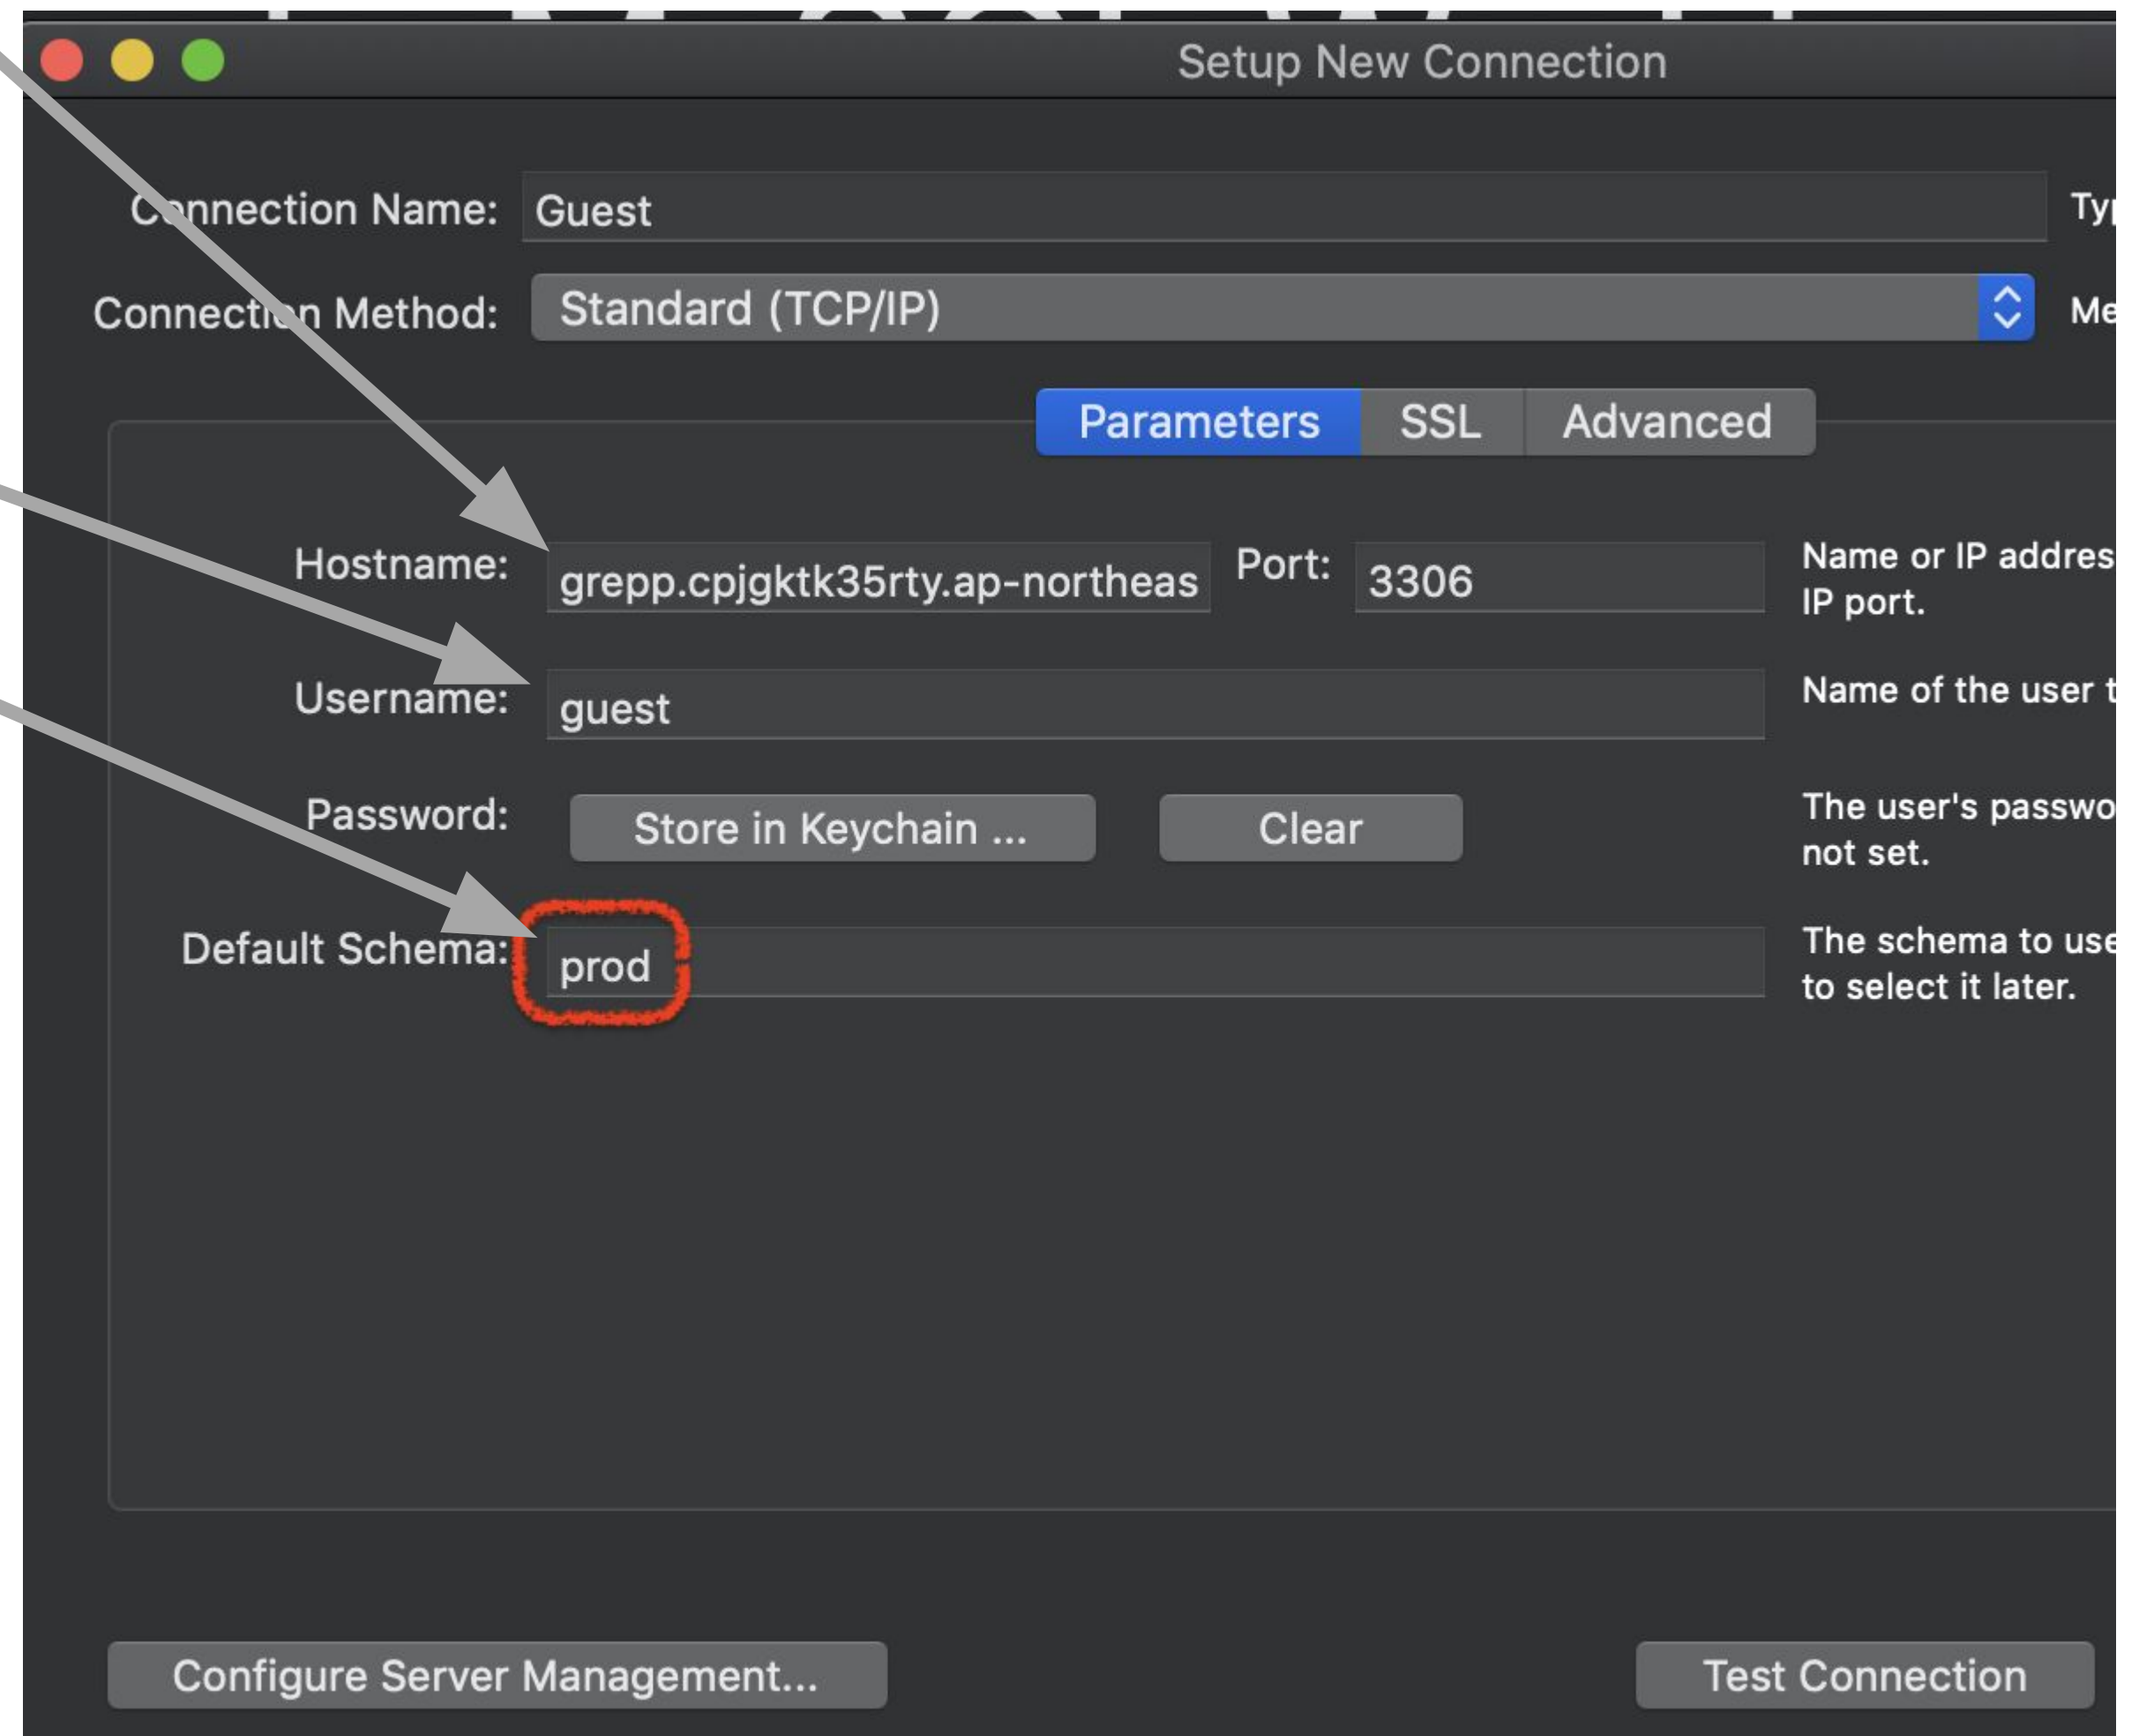 Setup New Connection
Connection Name: Guest
Connection Method: Standard (TCP/IP)
Parameters SSL Advanced
Hostname: grepp.cpjgktk35rty.ap-northeas Port: 3306 Name or IP addres
IP port.
Username: guest Name of the user t
Password: Store in Keychain ... Clear The user's passwo
not set.
Default Schema: prod The schema to use
to select it later.
Configure Server Management... Test Connection